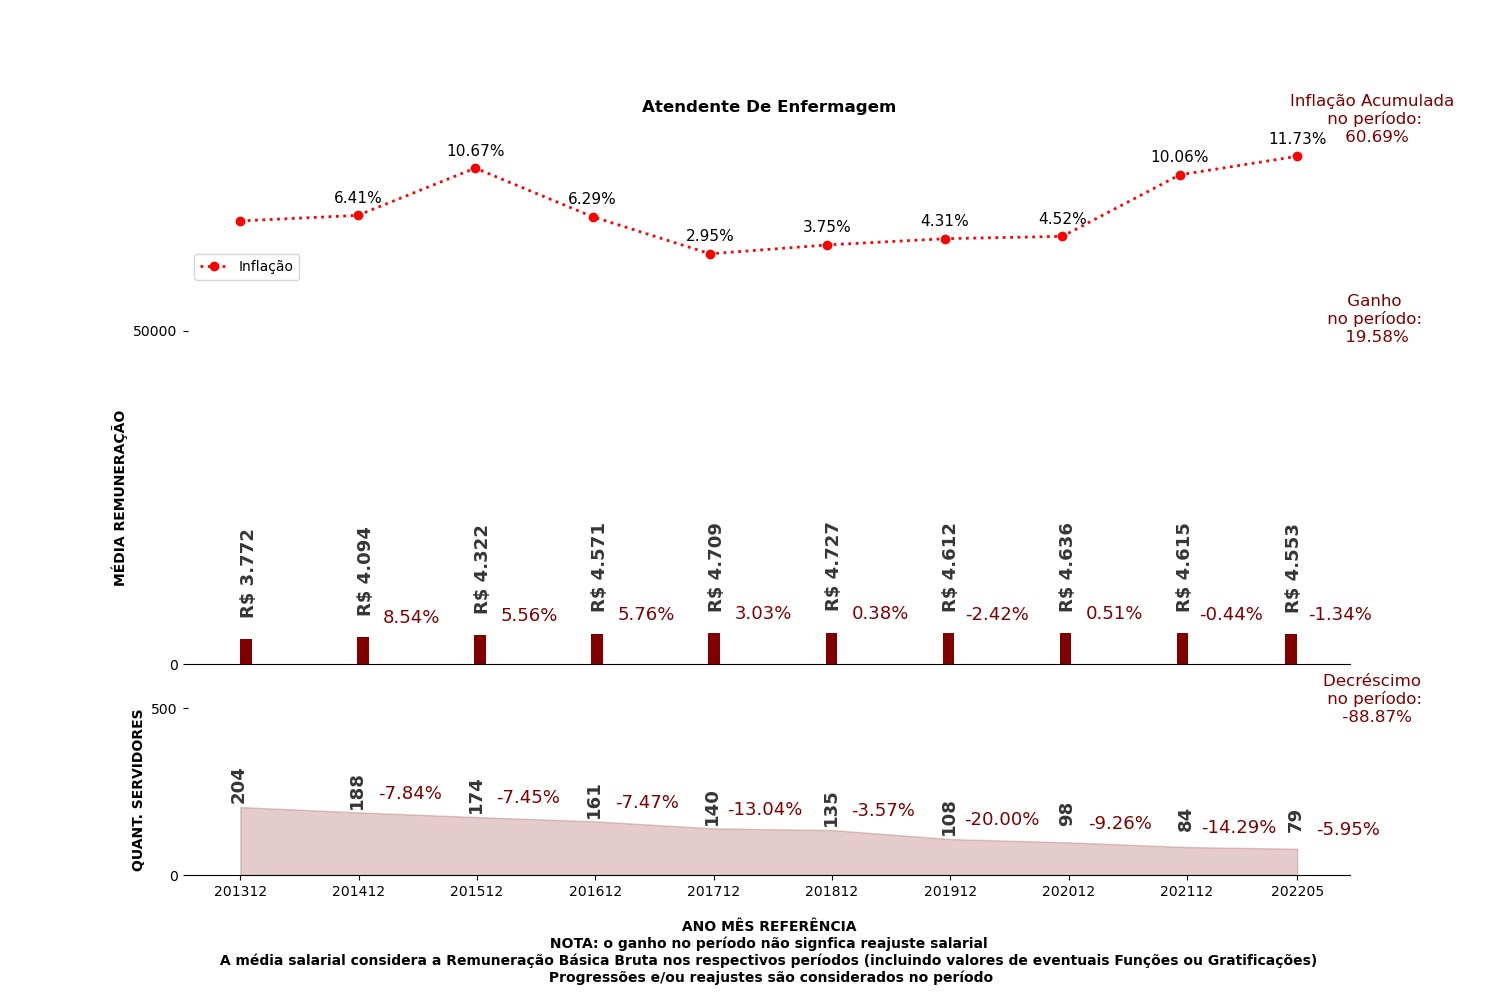 Atendente De Enfermagem
Inflação Acumulada
no período:
60.69%
6.41%
10.67%
6.29%
2.95%
3.75%
4.31%
4.52%
10.06%
11.73%
Inflação
Ganho
no período:
19.58%
50000
0
MÉDIA REMUNERAÇÃO
R$ 3.772
R$ 4.094
R$ 4.322
R$ 4.571
R$ 4.709
R$ 4.727
R$ 4.612
R$ 4.636
R$ 4.615
R$ 4.553
8.54%
5.56%
5.76%
3.03%
0.38%
-2.42%
0.51%
-0.44%
-1.34%
Decréscimo
no período:
-88.87%
500
0
QUANT. SERVIDORES
204
188
174
161
140
135
108
98
84
79
-7.84%
-7.45%
-7.47%
-13.04%
-3.57%
-20.00%
-9.26%
-14.29%
-5.95%
201312
201412
201512
201612
201712
201812
201912
202012
202112
202205
ANO MÊS REFERÊNCIA
NOTA: o ganho no período não signfica reajuste salarial
A média salarial considera a Remuneração Básica Bruta nos respectivos períodos (incluindo valores de eventuais Funções ou Gratificações)
Progressões e/ou reajustes são considerados no período